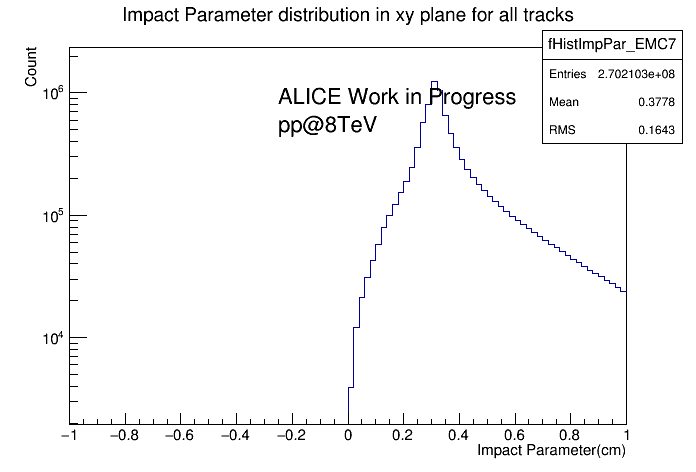 Impact Parameter distribution in xy plane for all tracks
fHistImpPar_EMC7
Entries 2.702103e+08
Mean 0.3778
RMS 0.1643
Count
10⁶
10⁵
10⁴
ALICE Work in Progress
pp@8TeV
−1 −0.8 −0.6 −0.4 −0.2 0 0.2 0.4 0.6 0.8 1
Impact Parameter(cm)